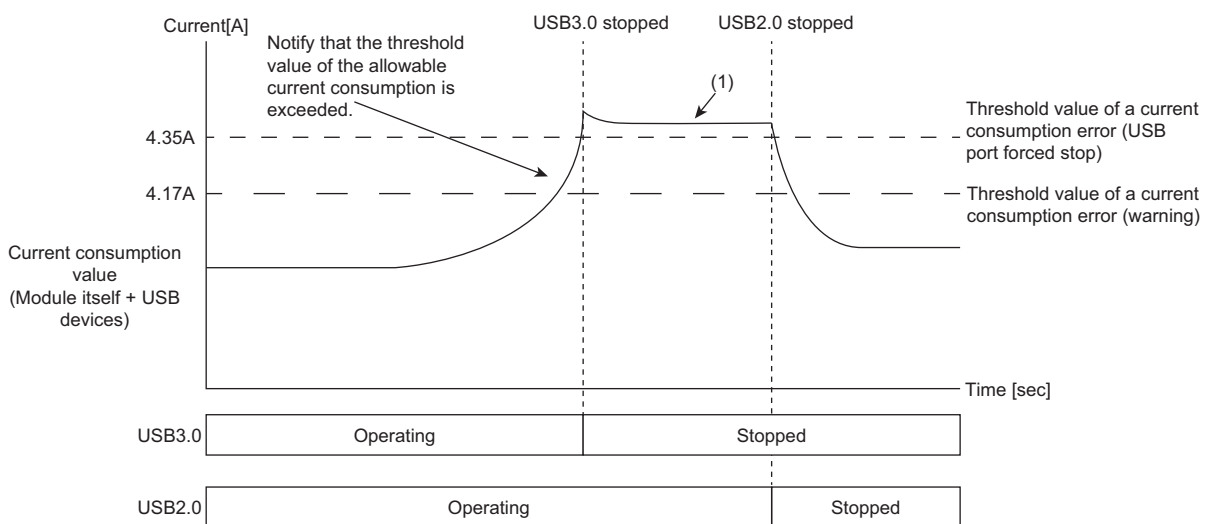 Current[A]
USB3.0 stopped
USB2.0 stopped
Notify that the threshold
value of the allowable
current consumption is
exceeded.
(1)
4.35A
Threshold value of a current
consumption error (USB
port forced stop)
4.17A
Threshold value of a current
consumption error (warning)
Current consumption
value
(Module itself + USB
devices)
Time [sec]
USB3.0
Operating
Stopped
USB2.0
Operating
Stopped